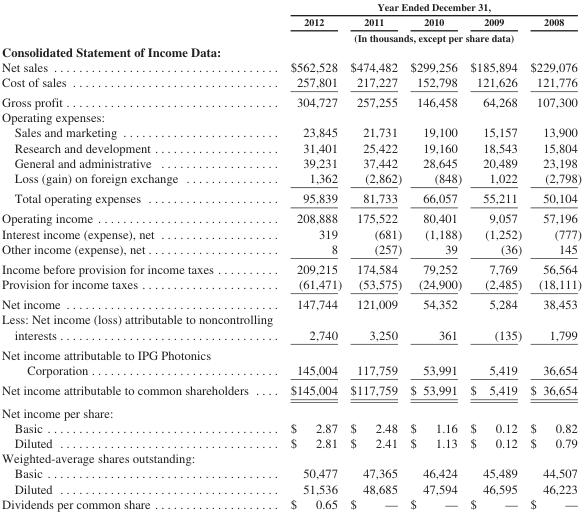 Year Ended December 31,
2012 2011 2010 2009 2008
(In thousands, except per share data)
Consolidated Statement of Income Data:
Net sales $562,528 $474,482 $299,256 $185,894 $229,076
Cost of sales 257,801 217,227 152,798 121,626 121,776
Gross profit 304,727 257,255 146,458 64,268 107,300
Operating expenses:
Sales and marketing 23,845 21,731 19,100 15,157 13,900
Research and development 31,401 25,422 19,160 18,543 15,804
General and administrative 39,231 37,442 28,645 20,489 23,198
Loss (gain) on foreign exchange 1,362 (2,862) (848) 1,022 (2,798)
Total operating expenses 95,839 81,733 66,057 55,211 50,104
Operating income 208,888 175,522 80,401 9,057 57,196
Interest income (expense), net 319 (681) (1,188) (1,252) (777)
Other income (expense), net 8 (257) 39 (36) 145
Income before provision for income taxes 209,215 174,584 79,252 7,769 56,564
Provision for income taxes (61,471) (53,575) (24,900) (2,485) (18,111)
Net income 147,744 121,009 54,352 5,284 38,453
Less: Net income (loss) attributable to noncontrolling
interests 2,740 3,250 361 (135) 1,799
Net income attributable to IPG Photonics
Corporation 145,004 117,759 53,991 5,419 36,654
Net income attributable to common shareholders $145,004 $117,759 $ 53,991 $ 5,419 $ 36,654
Net income per share:
Basic $ 2.87 $ 2.48 $ 1.16 $ 0.12 $ 0.82
Diluted $ 2.81 $ 2.41 $ 1.13 $ 0.12 $ 0.79
Weighted-average shares outstanding:
Basic 50,477 47,365 46,424 45,489 44,507
Diluted 51,536 48,685 47,594 46,595 46,223
Dividends per common share $ 0.65 $ — $ — $ — $ —